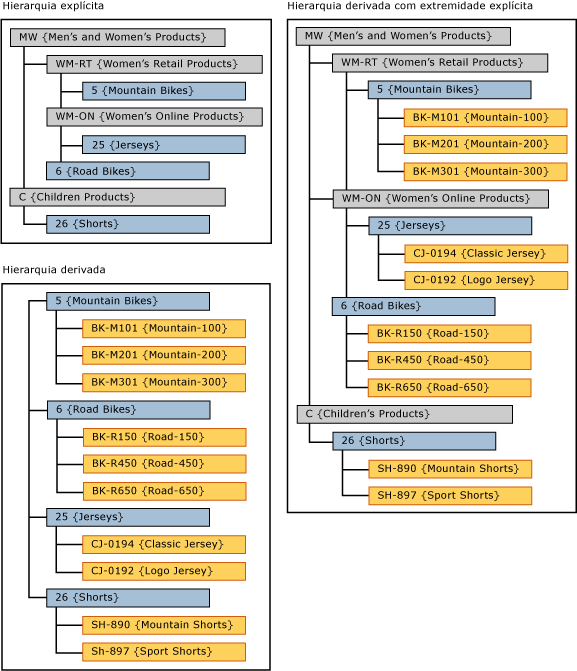 Hierarquia explícita
MW {Men's and Women's Products}
WM-RT {Women's Retail Products}
5 {Mountain Bikes}
WM-ON {Women's Online Products}
25 {Jerseys}
6 {Road Bikes}
C {Children Products}
26 {Shorts}
Hierarquia derivada
5 {Mountain Bikes}
BK-M101 {Mountain-100}
BK-M201 {Mountain-200}
BK-M301 {Mountain-300}
6 {Road Bikes}
BK-R150 {Road-150}
BK-R450 {Road-450}
BK-R650 {Road-650}
25 {Jerseys}
CJ-0194 {Classic Jersey}
CJ-0192 {Logo Jersey}
26 {Shorts}
SH-890 {Mountain Shorts}
Sh-897 {Sport Shorts}
Hierarquia derivada com extremidade explícita
MW {Men's and Women's Products}
WM-RT {Women's Retail Products}
5 {Mountain Bikes}
BK-M101 {Mountain-100}
BK-M201 {Mountain-200}
BK-M301 {Mountain-300}
WM-ON {Women's Online Products}
25 {Jerseys}
CJ-0194 {Classic Jersey}
CJ-0192 {Logo Jersey}
6 {Road Bikes}
BK-R150 {Road-150}
BK-R450 {Road-450}
BK-R650 {Road-650}
C {Children's Products}
26 {Shorts}
SH-890 {Mountain Shorts}
SH-897 {Sport Shorts}